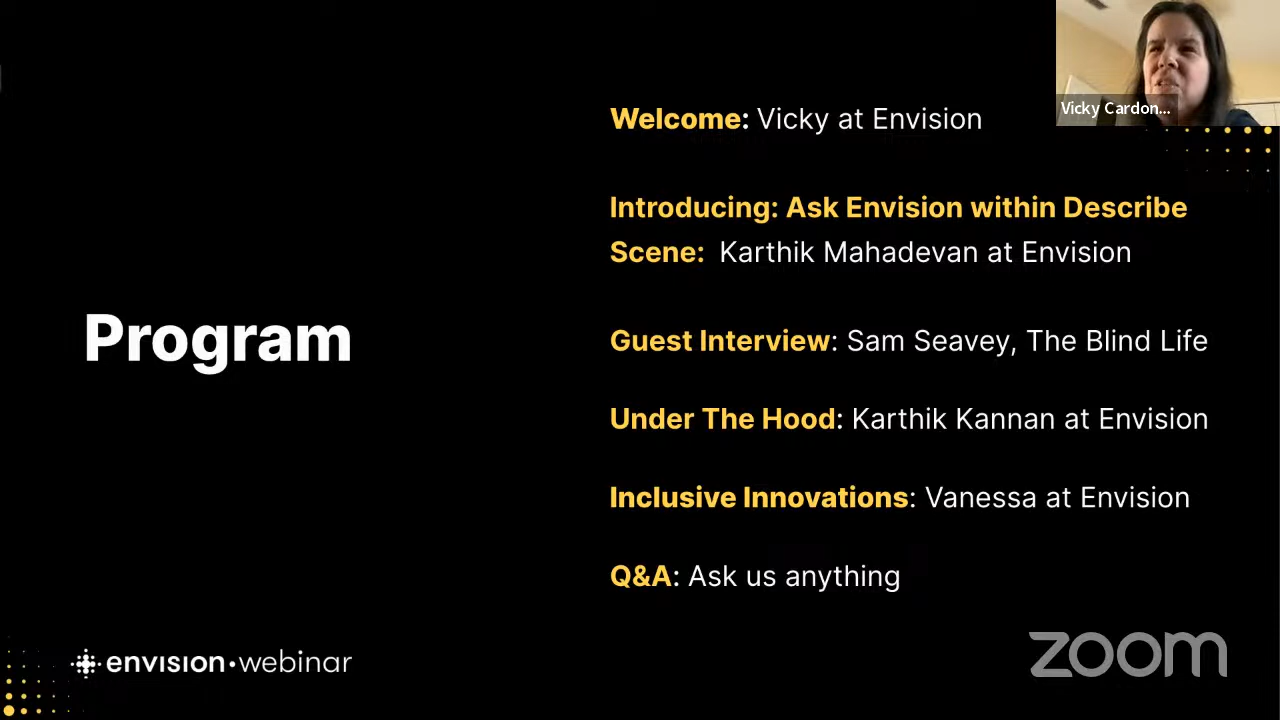 Vicky Cardon...
Welcome: Vicky at Envision
Introducing: Ask Envision within Describe
Scene: Karthik Mahadevan at Envision
Program
Guest Interview: Sam Seavey, The Blind Life
Under The Hood: Karthik Kannan at Envision
Inclusive Innovations: Vanessa at Envision
Q&A: Ask us anything
envision·webinar
zoom